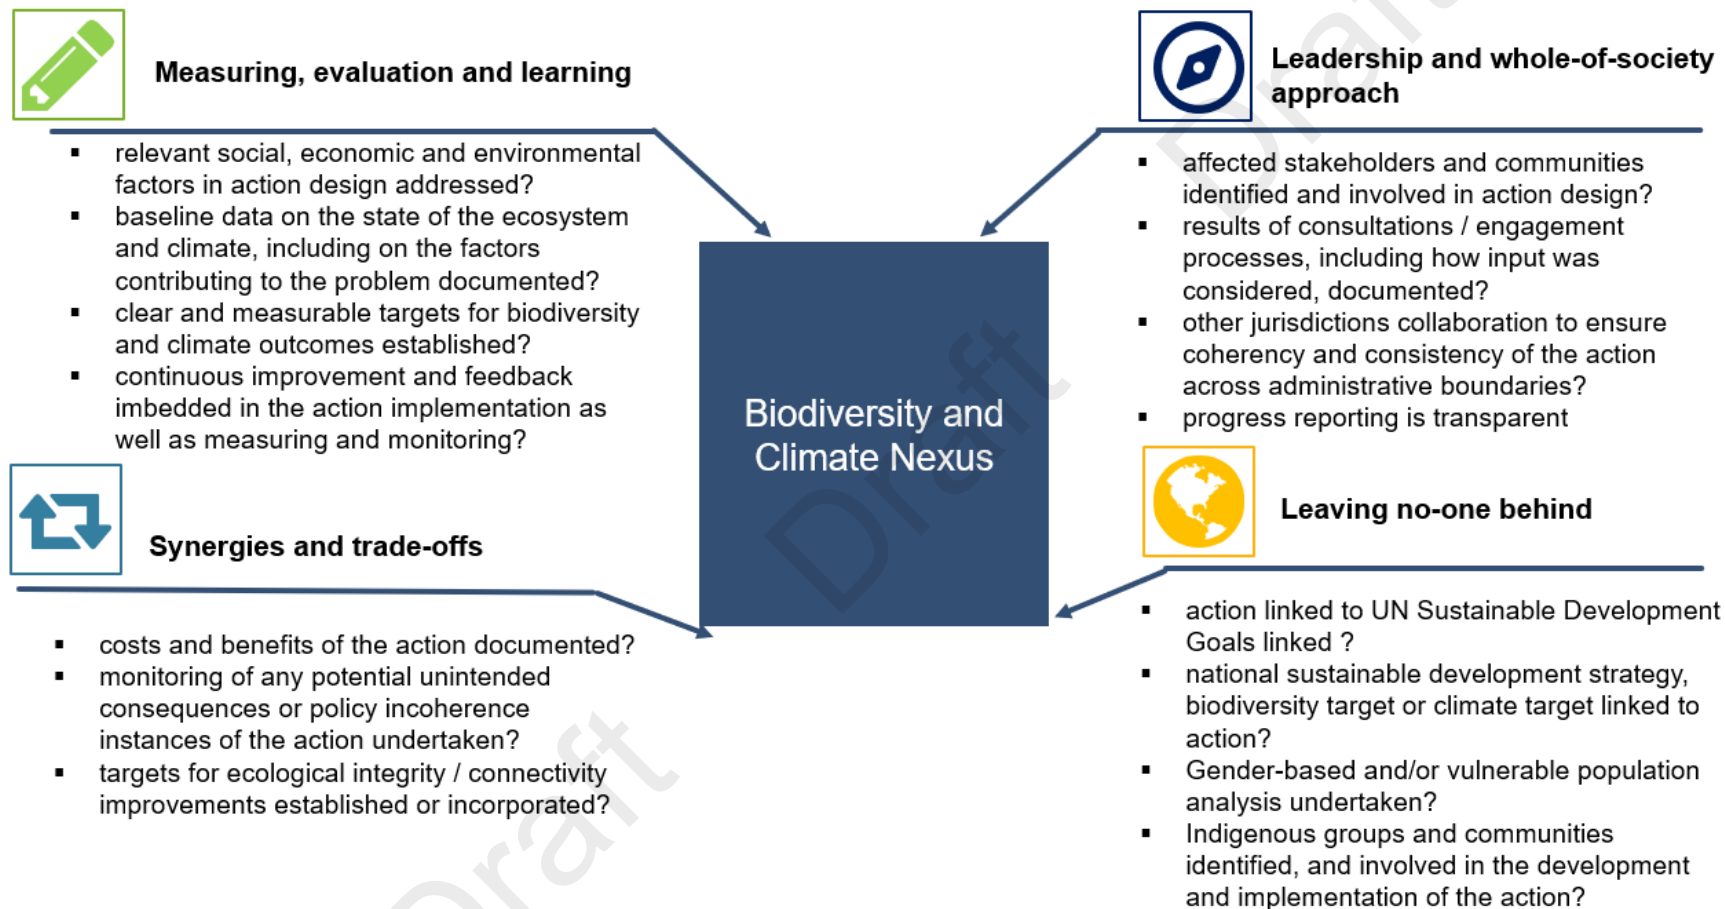 Measuring, evaluation and learning
▪ relevant social, economic and environmental
factors in action design addressed?
▪ baseline data on the state of the ecosystem
and climate, including on the factors
contributing to the problem documented?
▪ clear and measurable targets for biodiversity
and climate outcomes established?
▪ continuous improvement and feedback
imbedded in the action implementation as
well as measuring and monitoring?
Synergies and trade-offs
▪ costs and benefits of the action documented?
▪ monitoring of any potential unintended
consequences or policy incoherence
instances of the action undertaken?
▪ targets for ecological integrity / connectivity
improvements established or incorporated?
Biodiversity and
Climate Nexus
Leadership and whole-of-society
approach
▪ affected stakeholders and communities
identified and involved in action design?
▪ results of consultations / engagement
processes, including how input was
considered, documented?
▪ other jurisdictions collaboration to ensure
coherency and consistency of the action
across administrative boundaries?
▪ progress reporting is transparent
Leaving no-one behind
▪ action linked to UN Sustainable Development
Goals linked ?
▪ national sustainable development strategy,
biodiversity target or climate target linked to
action?
▪ Gender-based and/or vulnerable population
analysis undertaken?
▪ Indigenous groups and communities
identified, and involved in the development
and implementation of the action?
Draft
Draft
Draft